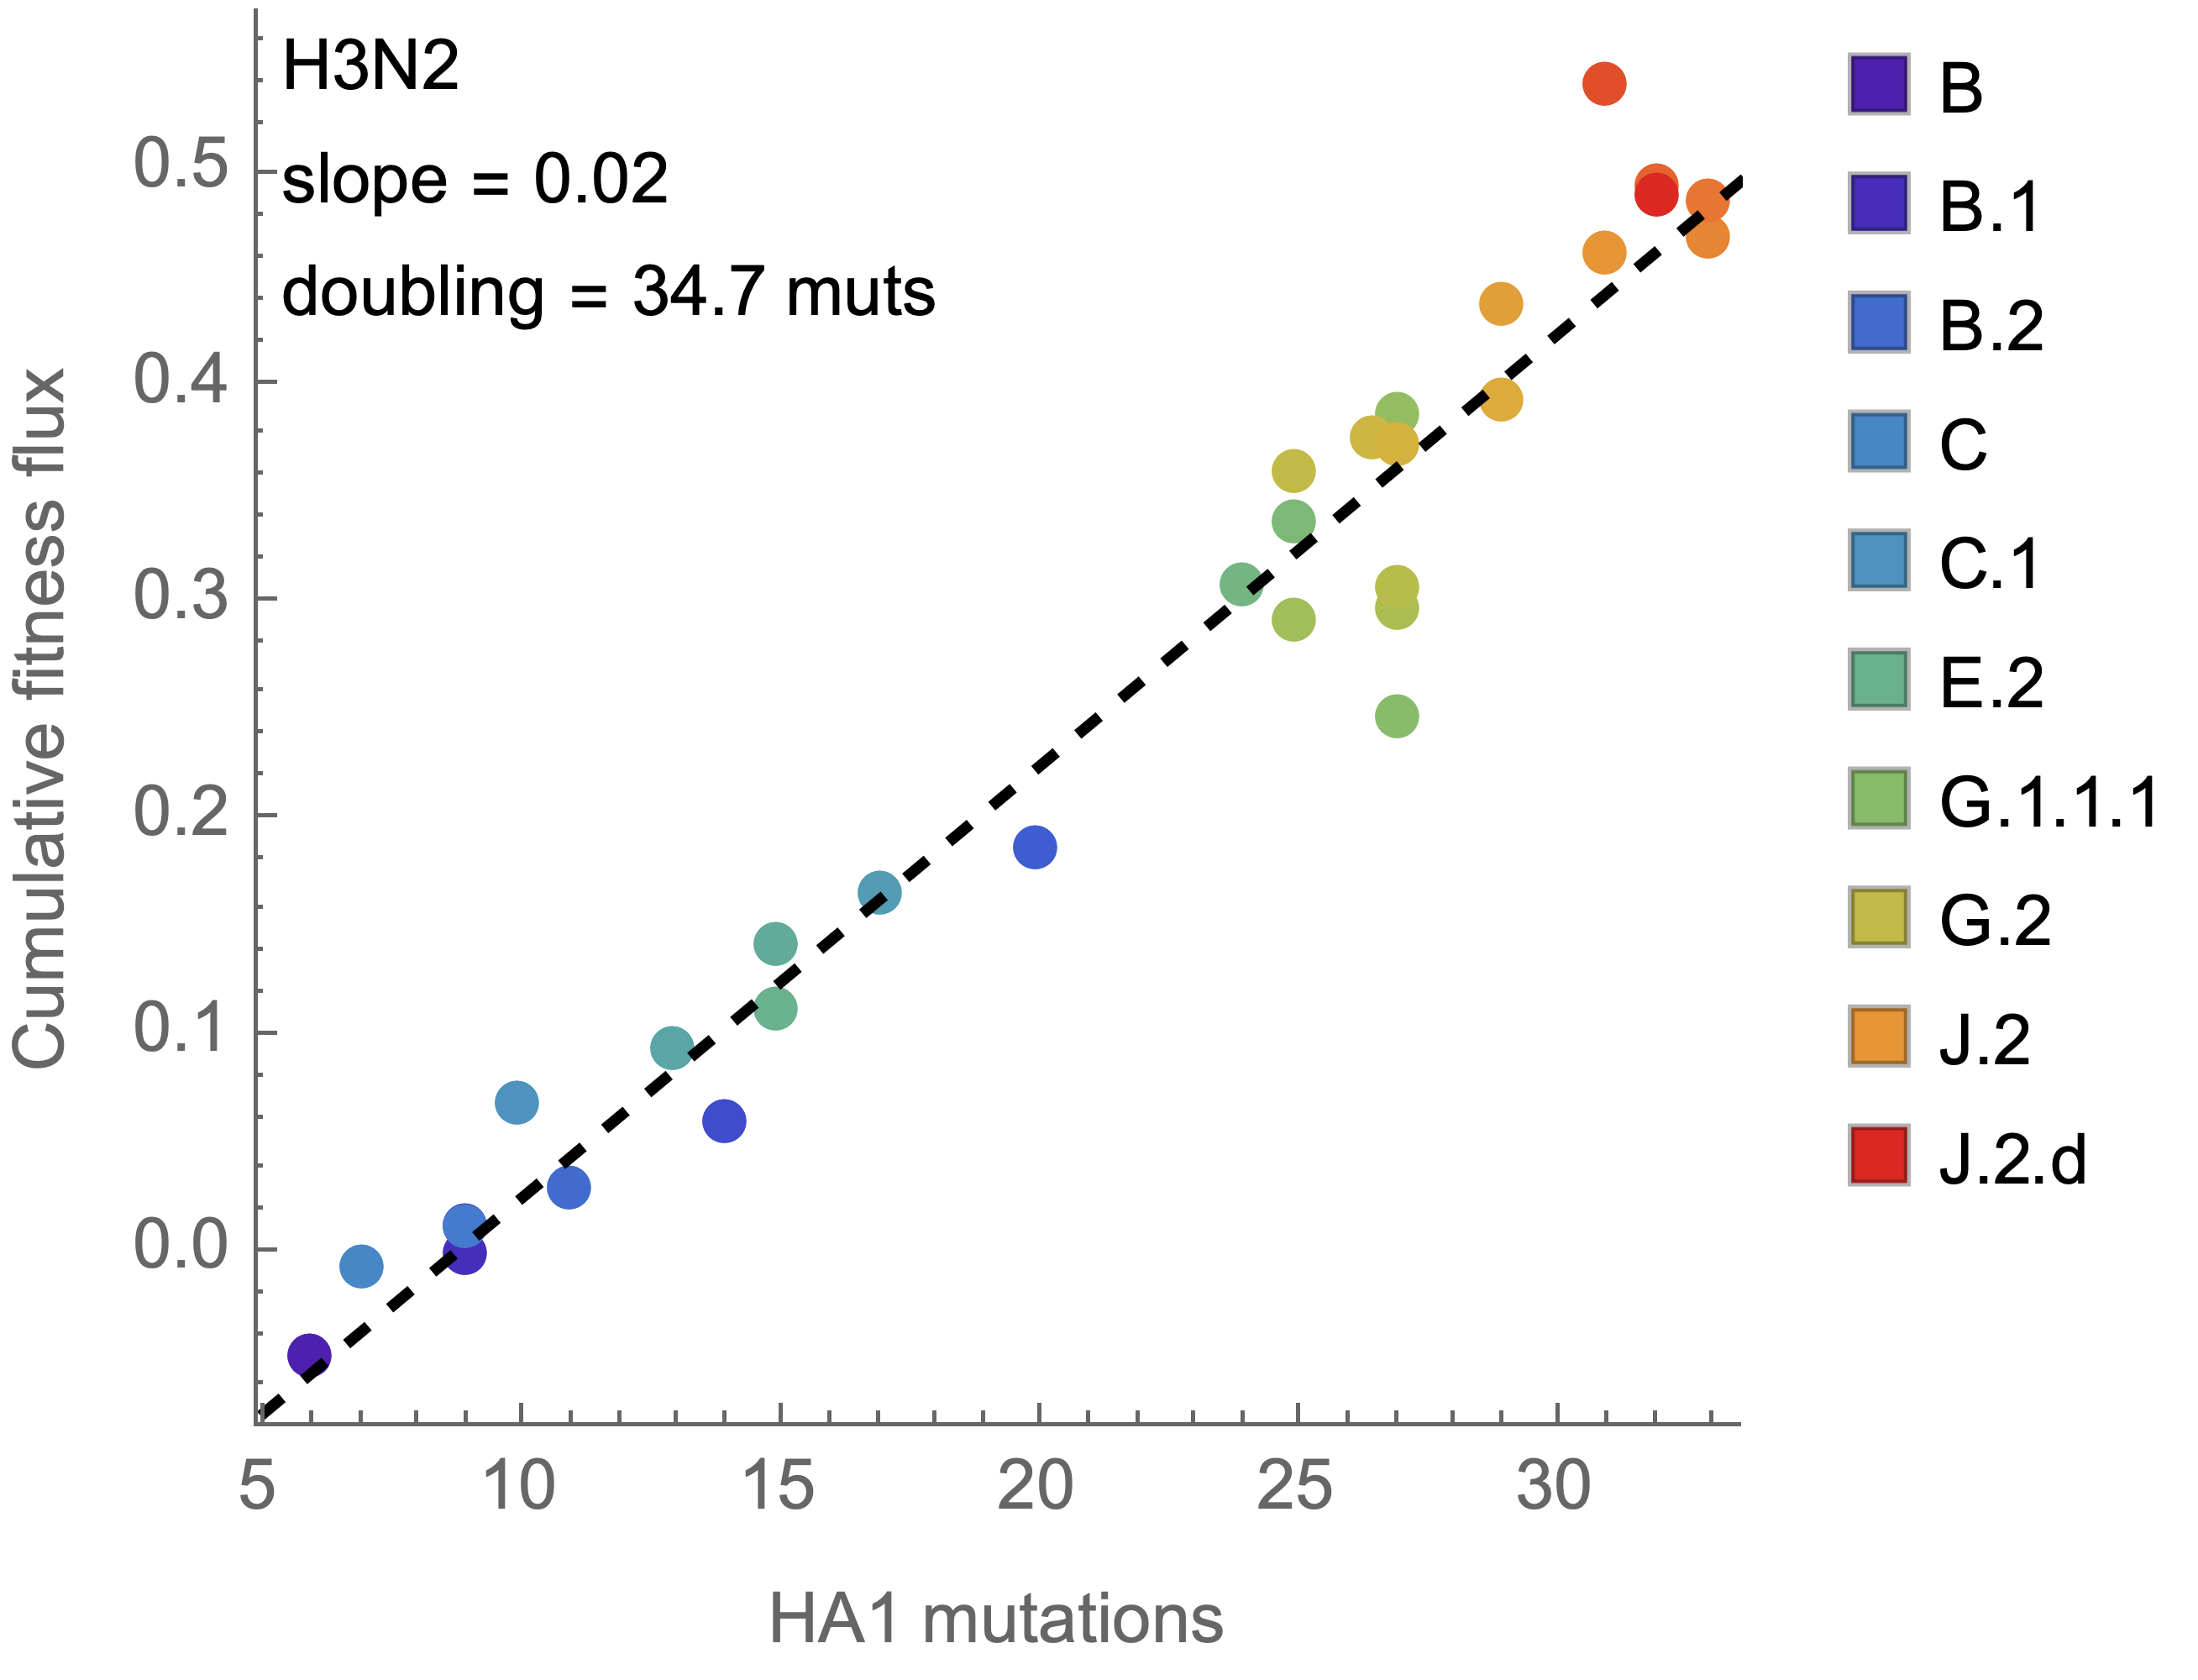 H3N2
slope = 0.02
doubling = 34.7 muts
Cumulative fitness flux
0.5
0.4
0.3
0.2
0.1
0.0
5 10 15 20 25 30
HA1 mutations
B
B.1
B.2
C
C.1
E.2
G.1.1.1
G.2
J.2
J.2.d